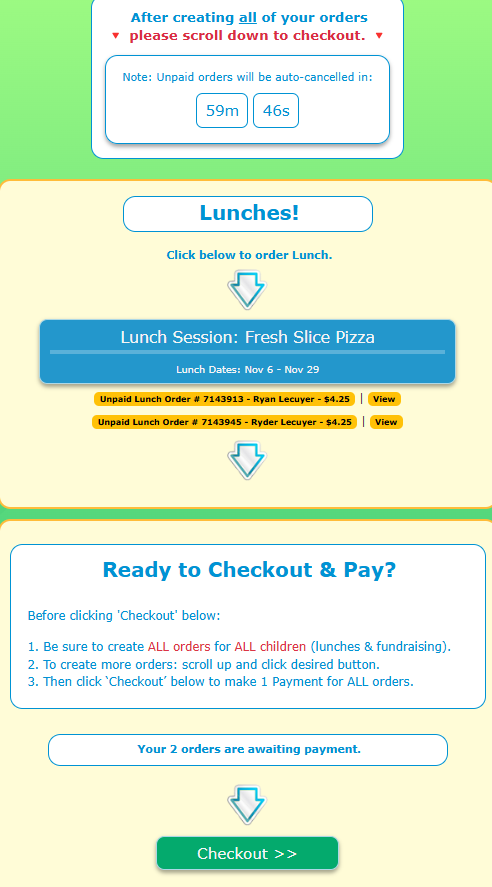 After creating all of your orders
▼ please scroll down to checkout. ▼
Note: Unpaid orders will be auto-cancelled in:
59m 46s
Lunches!
Click below to order Lunch.
Lunch Session: Fresh Slice Pizza
Lunch Dates: Nov 6 - Nov 29
Unpaid Lunch Order # 7143913 - Ryan Lecuyer - $4.25 | View
Unpaid Lunch Order # 7143945 - Ryder Lecuyer - $4.25 | View
Ready to Checkout & Pay?
Before clicking 'Checkout' below:
1. Be sure to create ALL orders for ALL children (lunches & fundraising).
2. To create more orders: scroll up and click desired button.
3. Then click ‘Checkout’ below to make 1 Payment for ALL orders.
Your 2 orders are awaiting payment.
Checkout >>